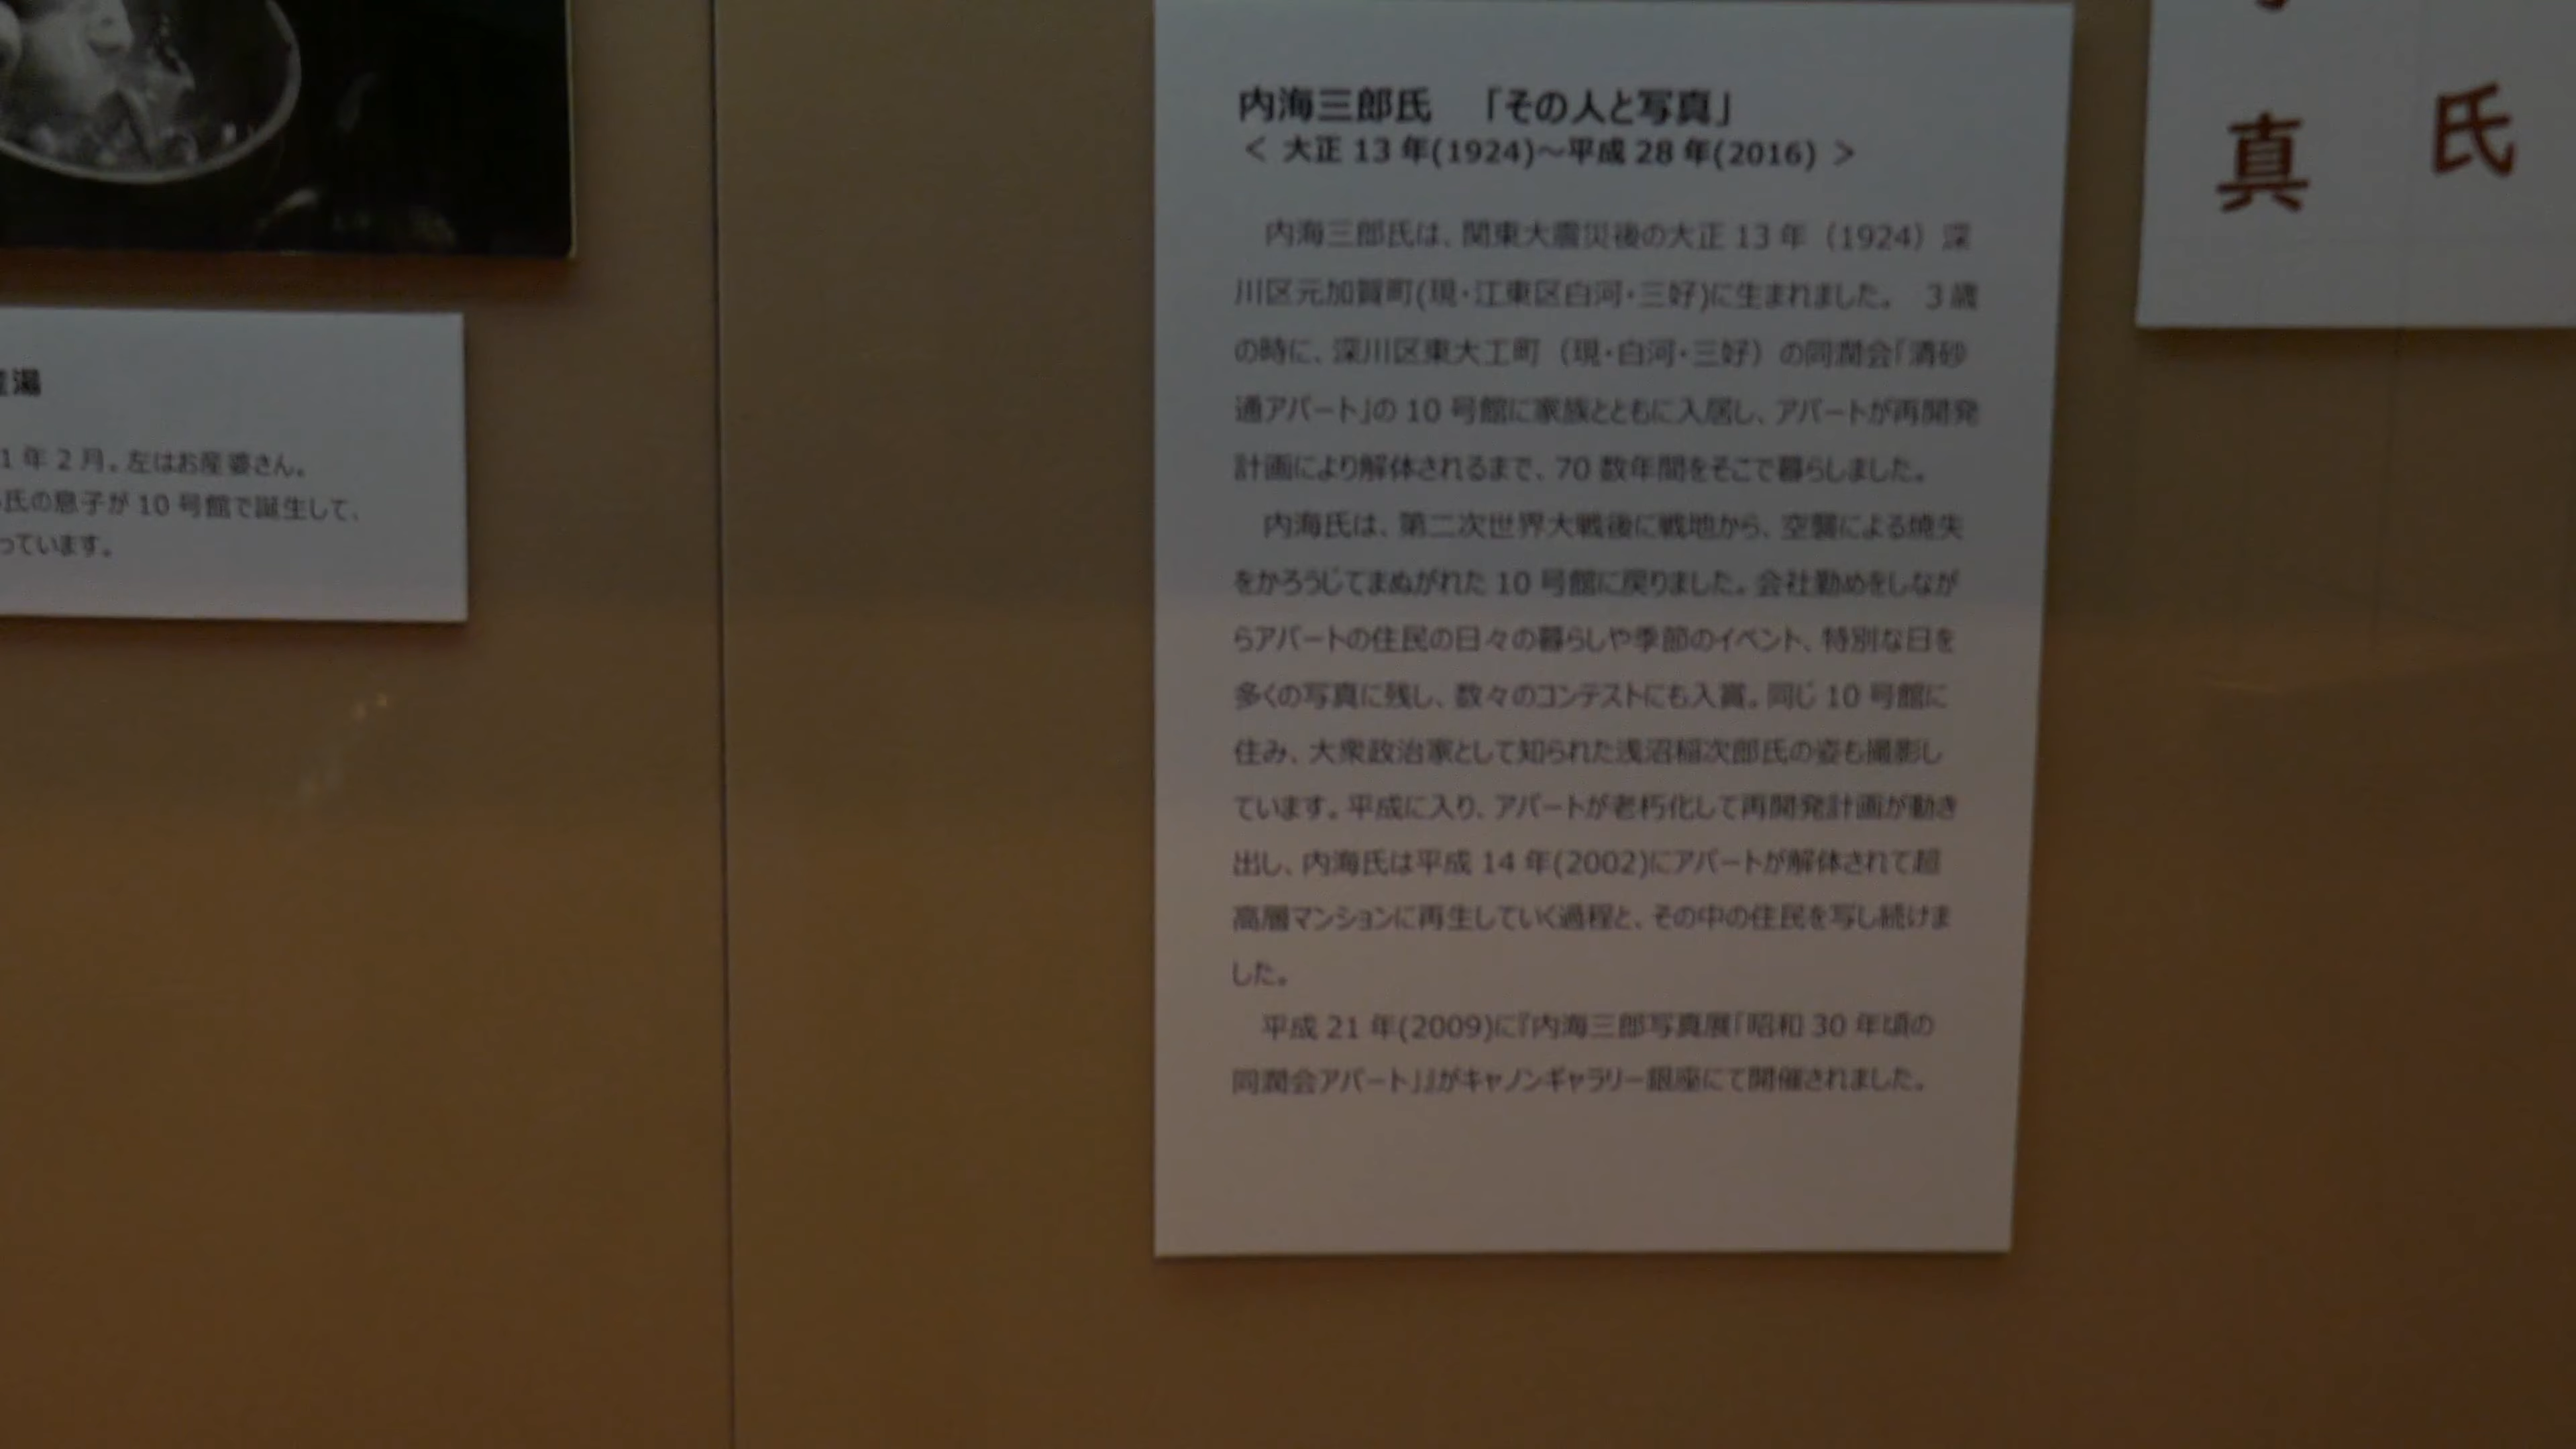 内海三郎氏　「その人と写真」
＜ 大正 13 年(1924)～平成 28 年(2016) ＞
内海三郎氏は、関東大震災後の大正 13 年（1924）深
川区元加賀町(現・江東区白河・三好)に生まれました。　3 歳
の時に、深川区東大工町（現・白河・三好）の同潤会「清砂
通アパート」の 10 号館に家族とともに入居し、アパートが再開発
計画により解体されるまで、70 数年間をそこで暮らしました。
内海氏は、第二次世界大戦後に戦地から、空襲による焼失
をかろうじてまぬがれた 10 号館に戻りました。会社勤めをしなが
らアパートの住民の日々の暮らしや季節のイベント、特別な日を
多くの写真に残し、数々のコンテストにも入賞。同じ 10 号館に
住み、大衆政治家として知られた浅沼稲次郎氏の姿も撮影し
ています。平成に入り、アパートが老朽化して再開発計画が動き
出し、内海氏は平成 14 年(2002)にアパートが解体されて超
高層マンションに再生していく過程と、その中の住民を写し続けま
した。
平成 21 年(2009)に『内海三郎写真展「昭和 30 年頃の
同潤会アパート」』がキャノンギャラリー銀座にて開催されました。
氏
真
湯
1 年 2 月。左はお産婆さん。
氏の息子が 10 号館で誕生して、
っています。